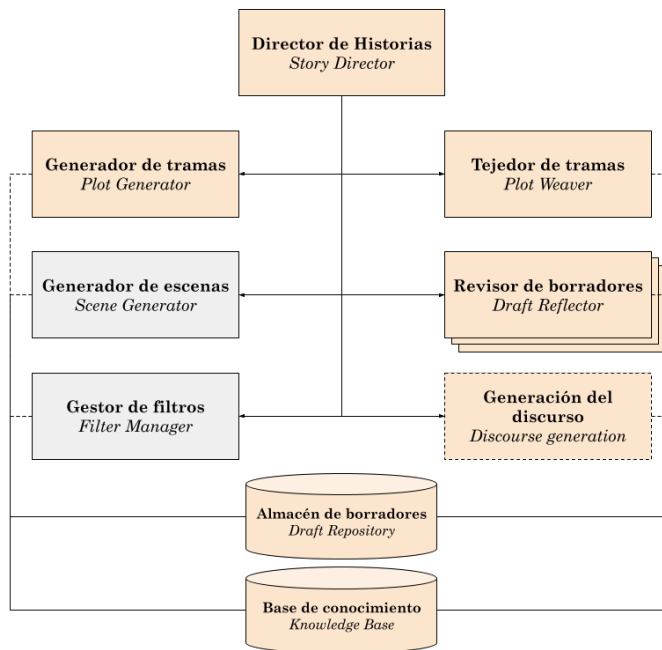 Director de Historias
Story Director
Generador de tramas
Plot Generator
Tejedor de tramas
Plot Weaver
Generador de escenas
Scene Generator
Revisor de borradores
Draft Reflector
Gestor de filtros
Filter Manager
Generación del
discurso
Discourse generation
Almacén de borradores
Draft Repository
Base de conocimiento
Knowledge Base